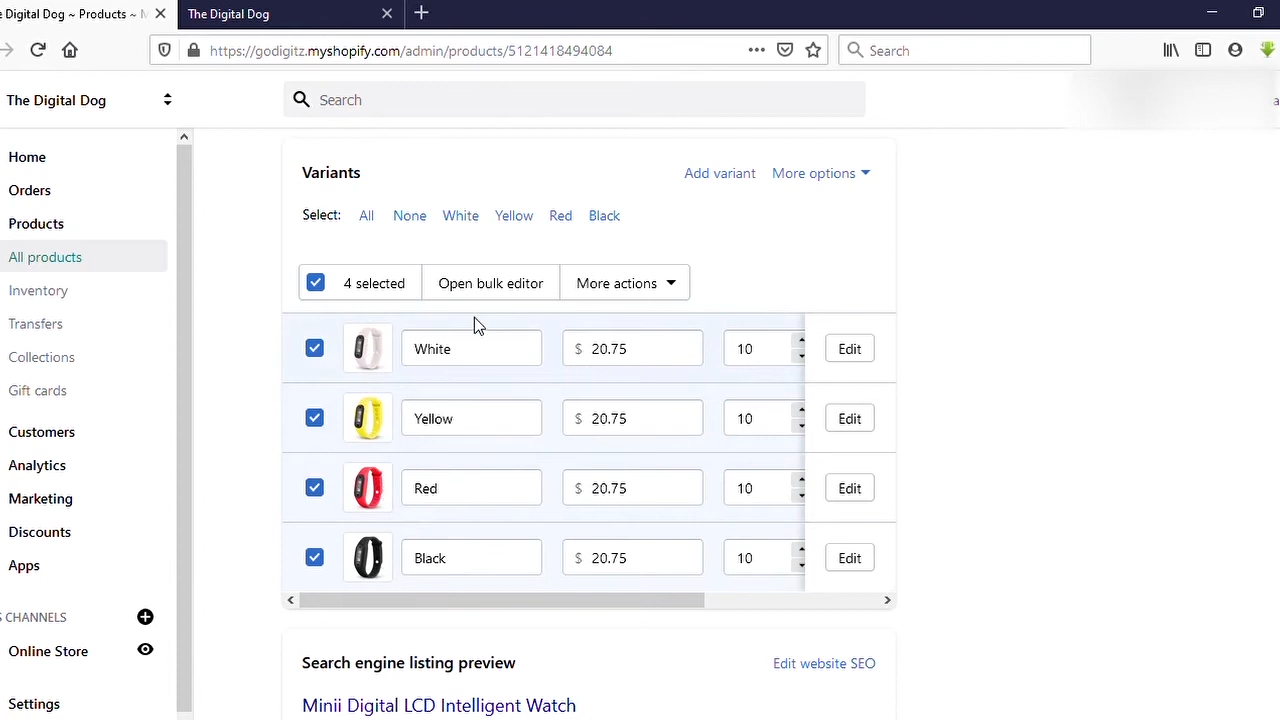 e Digital Dog ~ Products ~ M
The Digital Dog
https://godigitz.myshopify.com/admin/products/5121418494084
Search
The Digital Dog
Search
a
Home
Orders
Products
All products
Inventory
Transfers
Collections
Gift cards
Customers
Analytics
Marketing
Discounts
Apps
S CHANNELS
Online Store
Settings
Variants
Add variant
More options
Select: All None White Yellow Red Black
4 selected
Open bulk editor
More actions
White $ 20.75 10 Edit
Yellow $ 20.75 10 Edit
Red $ 20.75 10 Edit
Black $ 20.75 10 Edit
Search engine listing preview
Edit website SEO
Minii Digital LCD Intelligent Watch